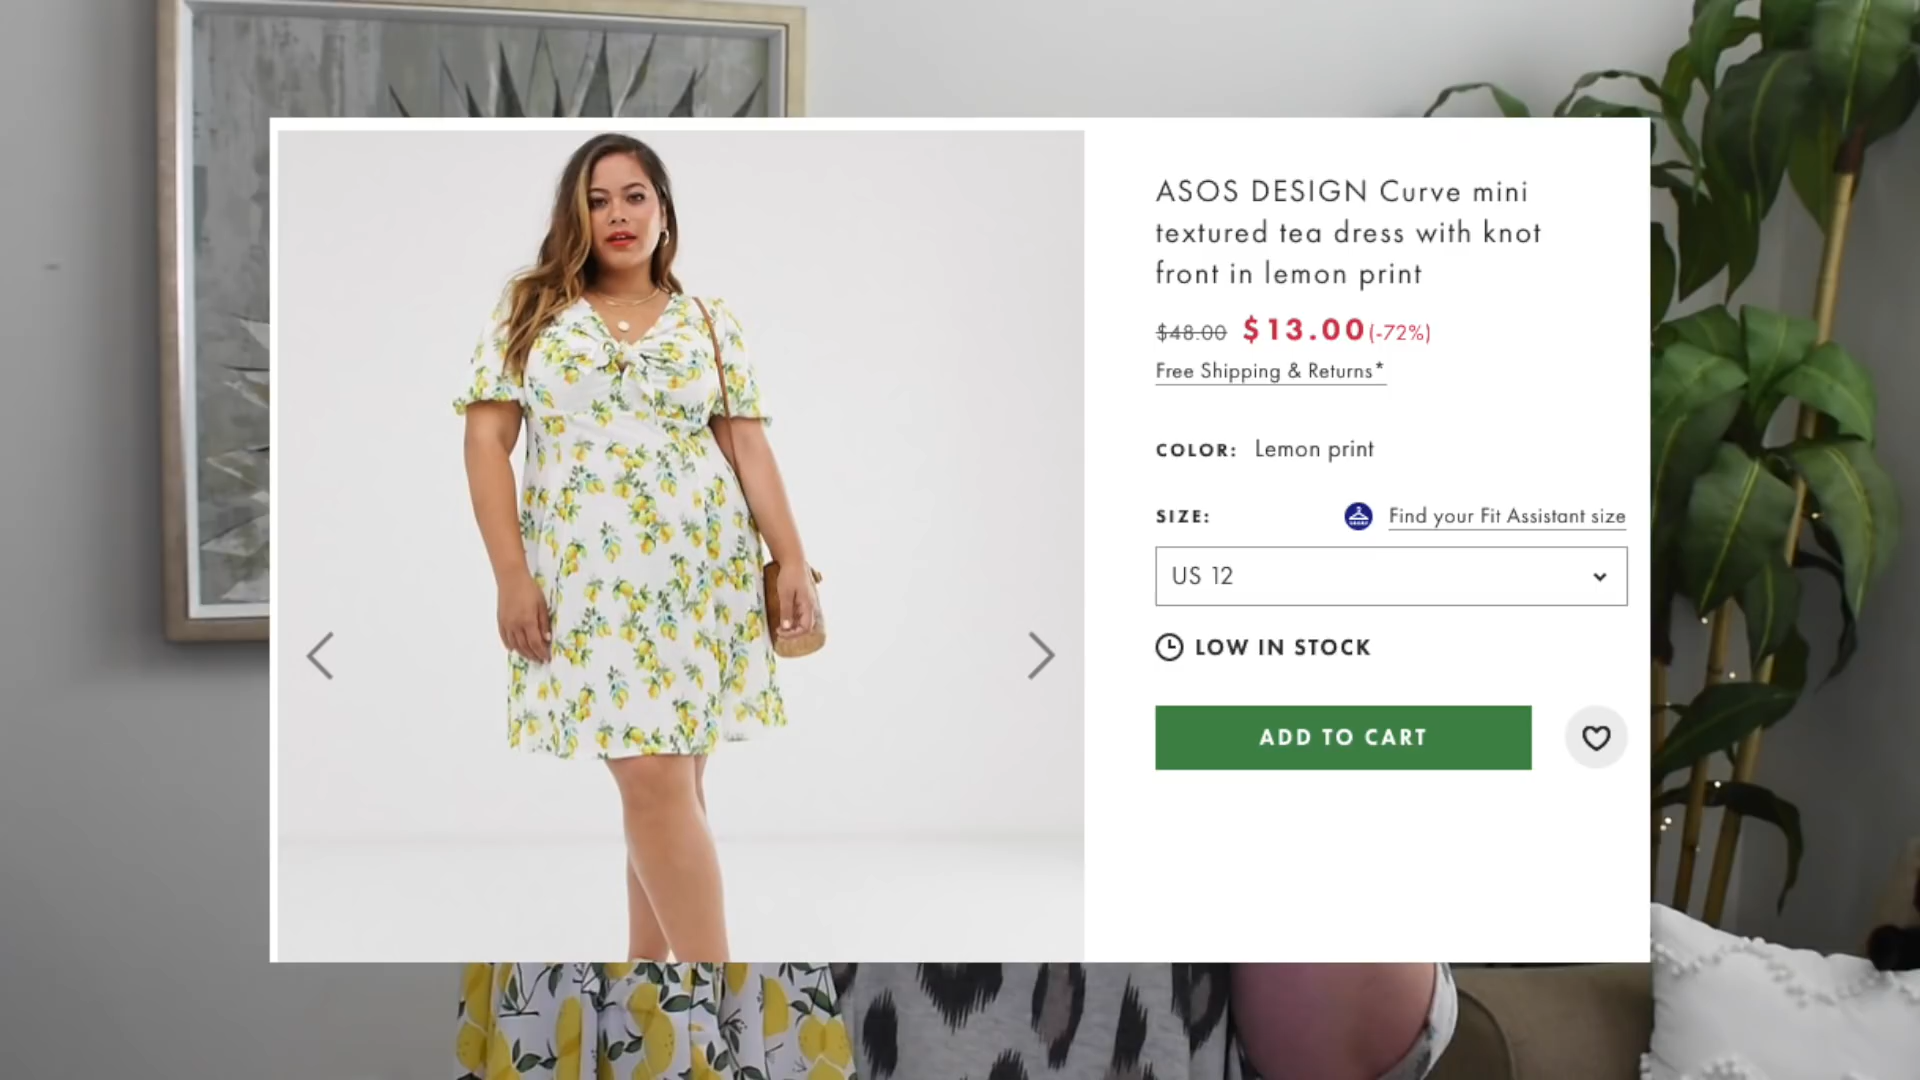 ASOS DESIGN Curve mini
textured tea dress with knot
front in lemon print
$48.00 $13.00(-72%)
Free Shipping & Returns*
COLOR: Lemon print
SIZE: Find your Fit Assistant size
US 12
LOW IN STOCK
ADD TO CART